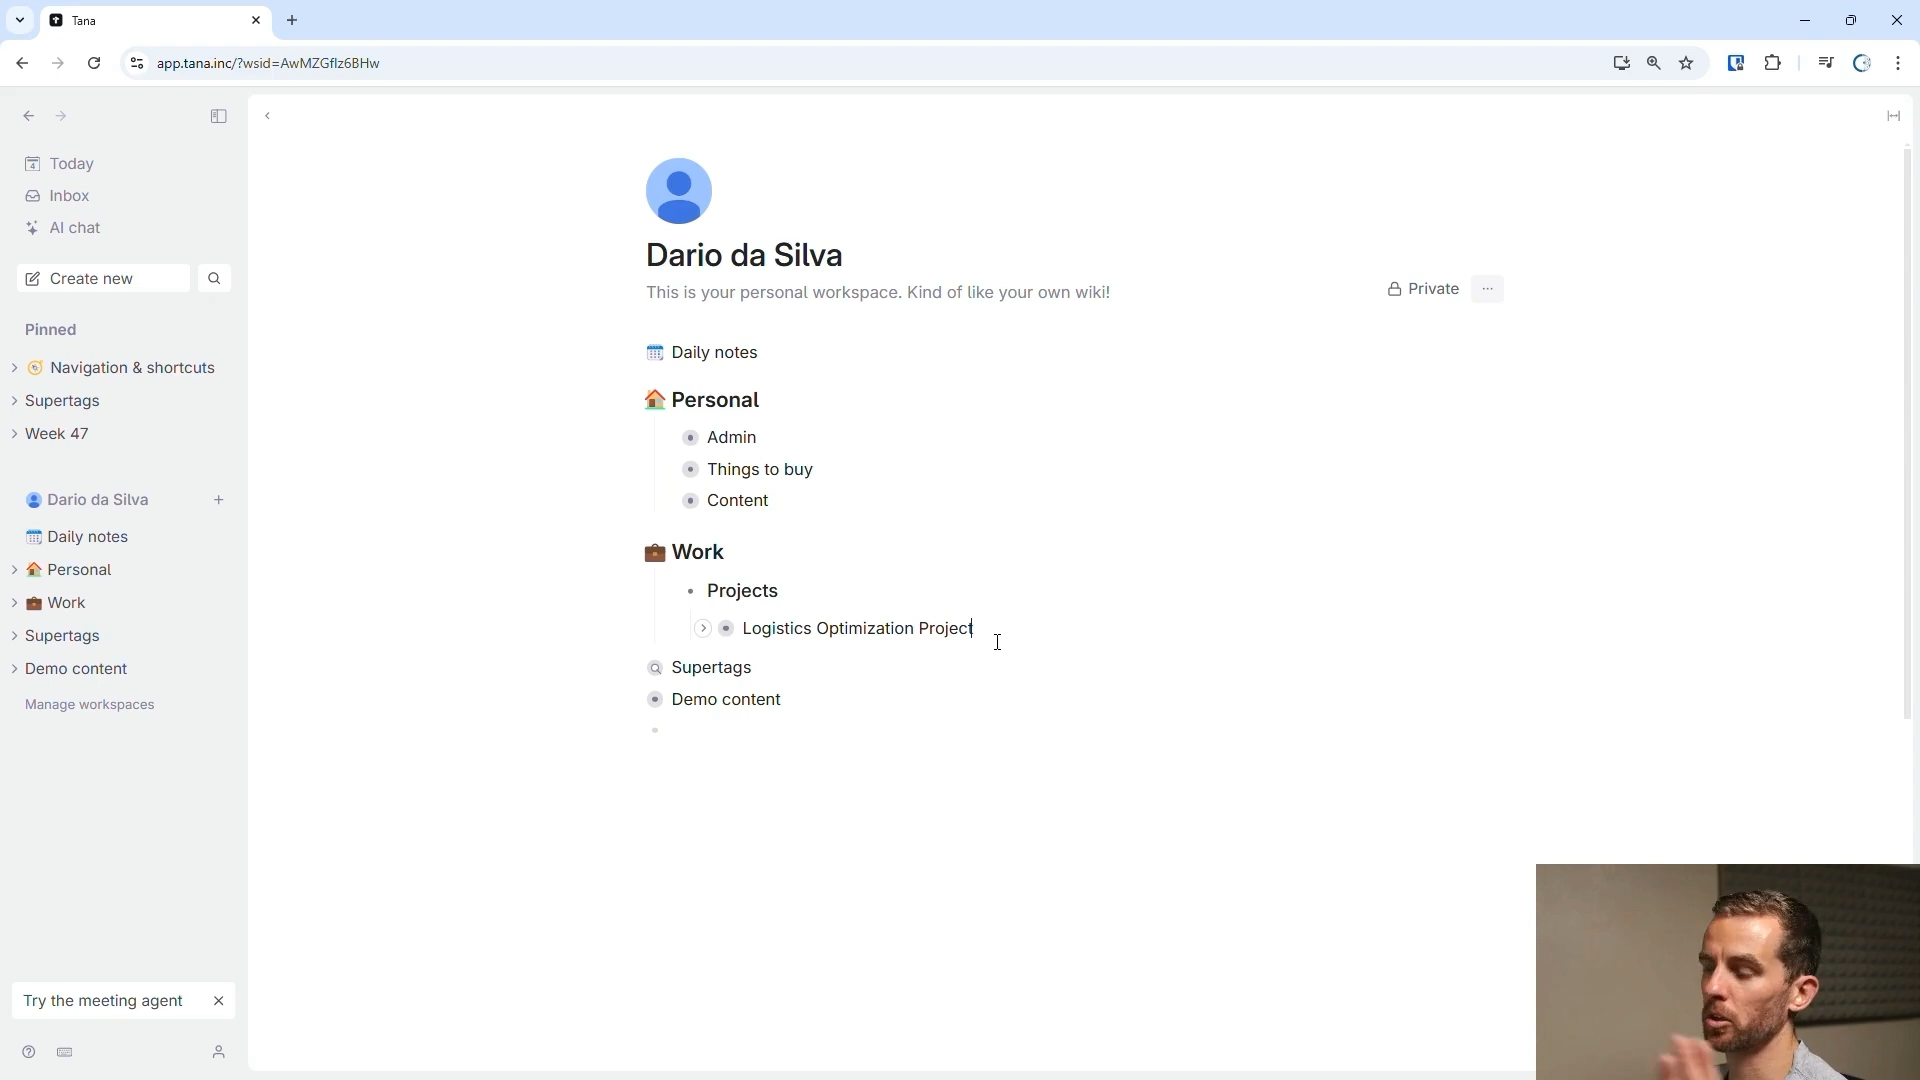 Tana
app.tana.inc/?wsid=AwMZGflz6BHw
4 Today
Inbox
AI chat
Create new
Pinned
Navigation & shortcuts
Supertags
Week 47
Dario da Silva
Daily notes
Personal
Work
Supertags
Demo content
Manage workspaces
Try the meeting agent
Dario da Silva
This is your personal workspace. Kind of like your own wiki!
Private
Daily notes
Personal
Admin
Things to buy
Content
Work
Projects
Logistics Optimization Project
Supertags
Demo content